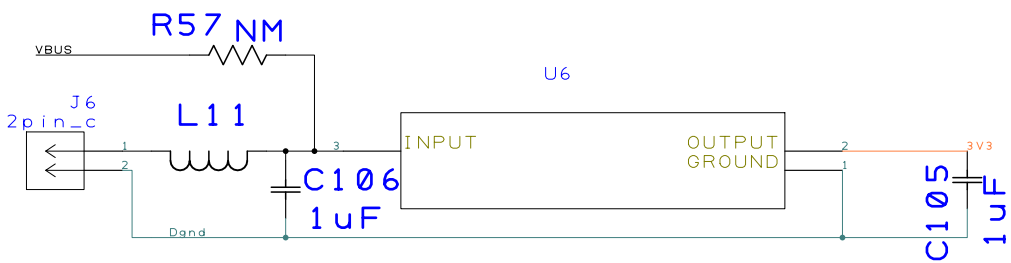 R57 NM
VBUS
U6
J6
2pin_c
L11
1
2
3
INPUT
OUTPUT
GROUND
2
1
3V3
C106
1uF
C105
1uF
Dgnd